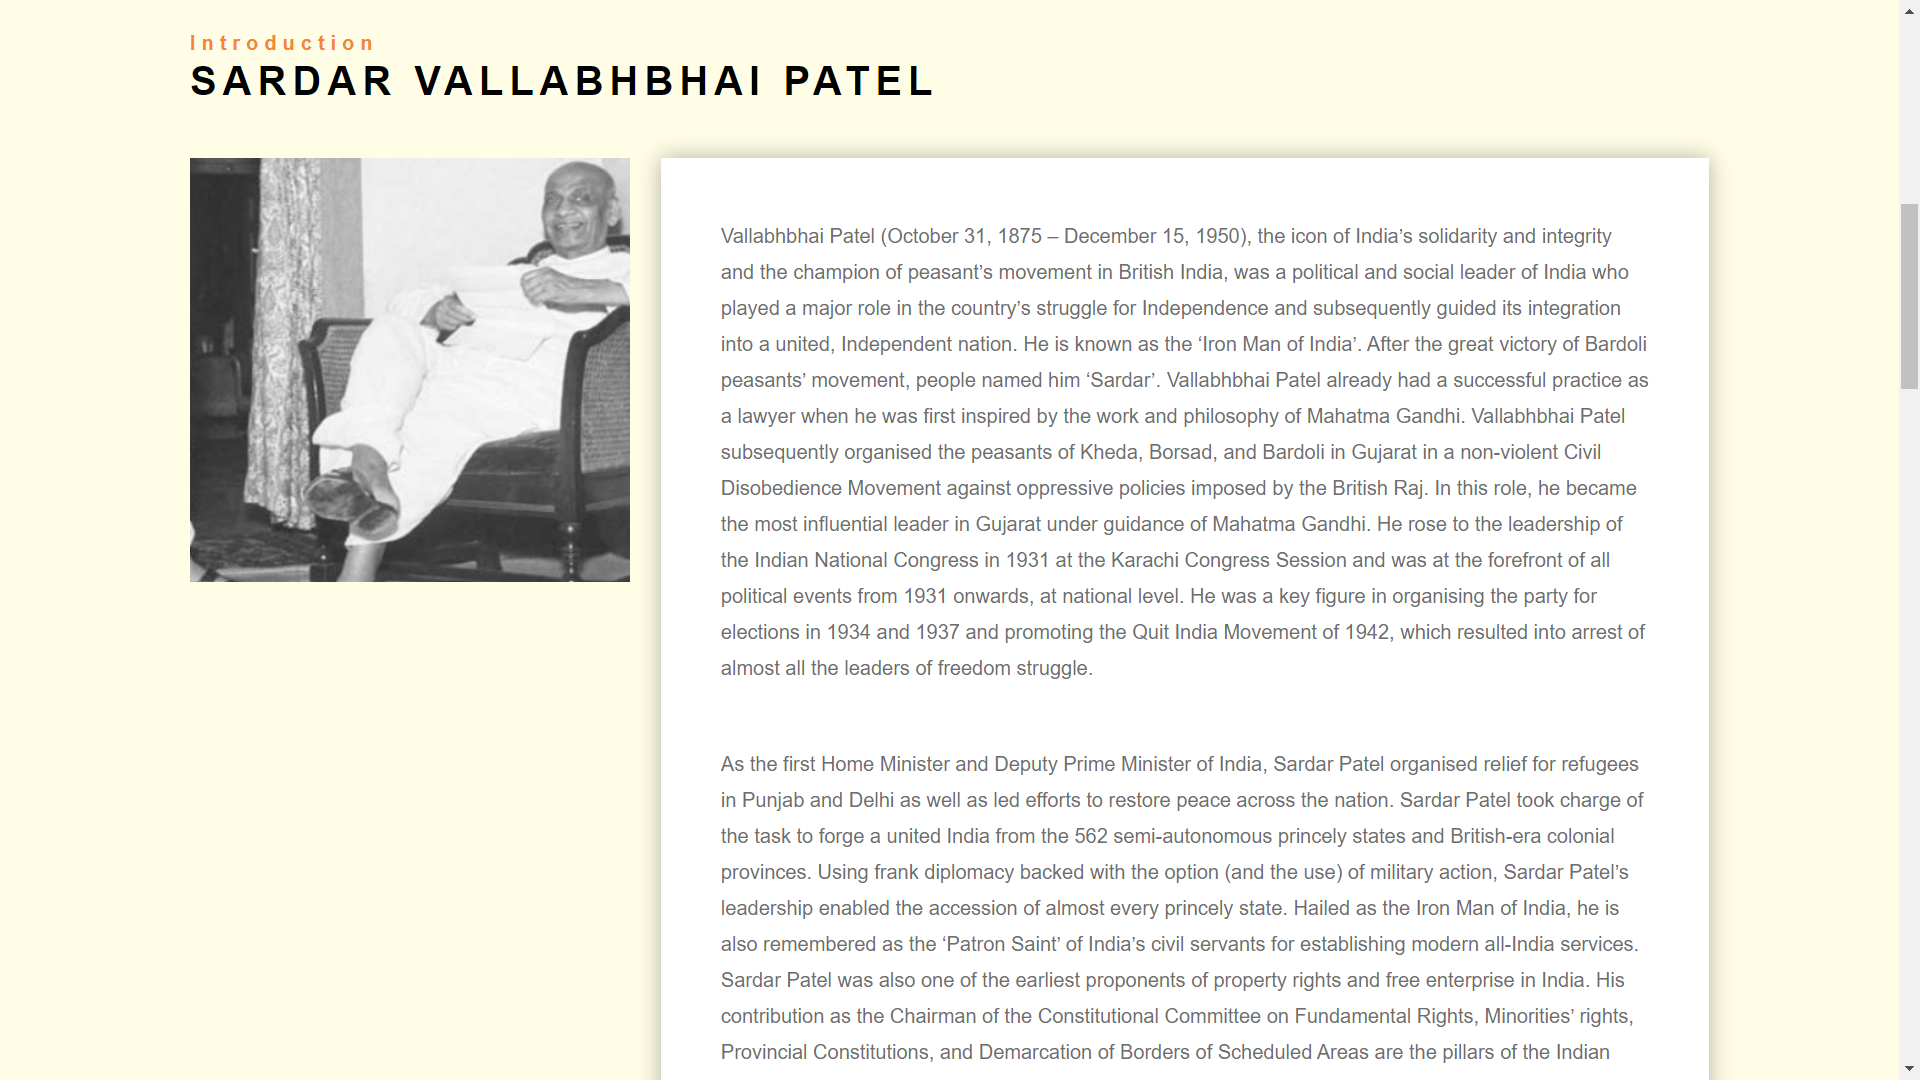 Introduction
SARDAR VALLABHBHAI PATEL
Vallabhbhai Patel (October 31, 1875 – December 15, 1950), the icon of India’s solidarity and integrity
and the champion of peasant’s movement in British India, was a political and social leader of India who
played a major role in the country’s struggle for Independence and subsequently guided its integration
into a united, Independent nation. He is known as the ‘Iron Man of India’. After the great victory of Bardoli
peasants’ movement, people named him ‘Sardar’. Vallabhbhai Patel already had a successful practice as
a lawyer when he was first inspired by the work and philosophy of Mahatma Gandhi. Vallabhbhai Patel
subsequently organised the peasants of Kheda, Borsad, and Bardoli in Gujarat in a non-violent Civil
Disobedience Movement against oppressive policies imposed by the British Raj. In this role, he became
the most influential leader in Gujarat under guidance of Mahatma Gandhi. He rose to the leadership of
the Indian National Congress in 1931 at the Karachi Congress Session and was at the forefront of all
political events from 1931 onwards, at national level. He was a key figure in organising the party for
elections in 1934 and 1937 and promoting the Quit India Movement of 1942, which resulted into arrest of
almost all the leaders of freedom struggle.
As the first Home Minister and Deputy Prime Minister of India, Sardar Patel organised relief for refugees
in Punjab and Delhi as well as led efforts to restore peace across the nation. Sardar Patel took charge of
the task to forge a united India from the 562 semi-autonomous princely states and British-era colonial
provinces. Using frank diplomacy backed with the option (and the use) of military action, Sardar Patel’s
leadership enabled the accession of almost every princely state. Hailed as the Iron Man of India, he is
also remembered as the ‘Patron Saint’ of India’s civil servants for establishing modern all-India services.
Sardar Patel was also one of the earliest proponents of property rights and free enterprise in India. His
contribution as the Chairman of the Constitutional Committee on Fundamental Rights, Minorities’ rights,
Provincial Constitutions, and Demarcation of Borders of Scheduled Areas are the pillars of the Indian